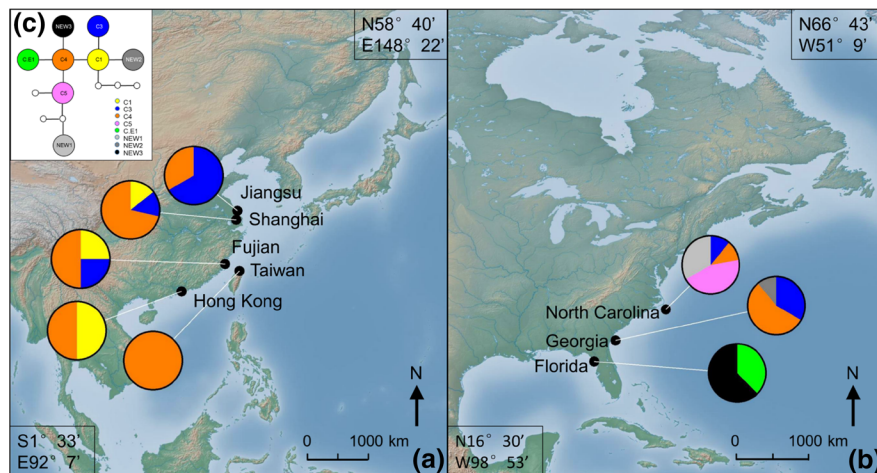 (c)
NEW3
C3
C.E1
C4
C1
NEW2
C5
NEW1
C1
C3
C4
C5
C.E1
NEW1
NEW2
NEW3
N58° 40'
E148° 22'
Jiangsu
Shanghai
Fujian
Taiwan
Hong Kong
S1° 33'
E92° 7'
0 1000 km
N
(a)
N66° 43'
W51° 9'
North Carolina
Georgia
Florida
N16° 30'
W98° 53'
0 1000 km
N
(b)